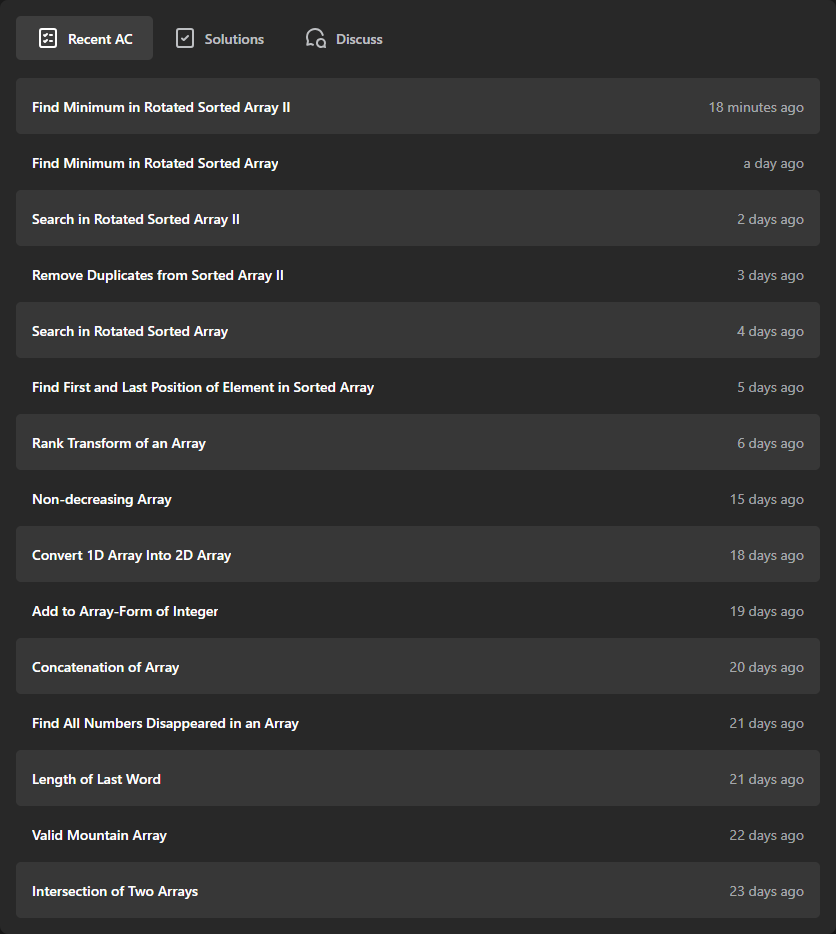 Recent AC Solutions Discuss
Find Minimum in Rotated Sorted Array II 18 minutes ago
Find Minimum in Rotated Sorted Array a day ago
Search in Rotated Sorted Array II 2 days ago
Remove Duplicates from Sorted Array II 3 days ago
Search in Rotated Sorted Array 4 days ago
Find First and Last Position of Element in Sorted Array 5 days ago
Rank Transform of an Array 6 days ago
Non-decreasing Array 15 days ago
Convert 1D Array Into 2D Array 18 days ago
Add to Array-Form of Integer 19 days ago
Concatenation of Array 20 days ago
Find All Numbers Disappeared in an Array 21 days ago
Length of Last Word 21 days ago
Valid Mountain Array 22 days ago
Intersection of Two Arrays 23 days ago